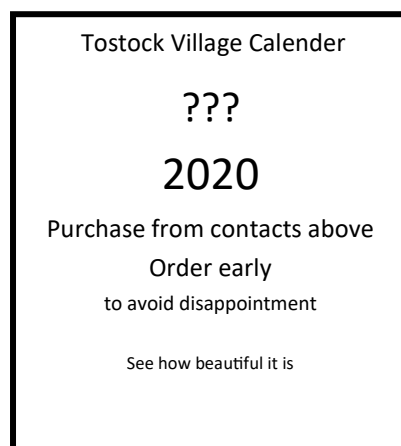 Tostock Village Calender
???
2020
Purchase from contacts above
Order early
to avoid disappointment
See how beautiful it is